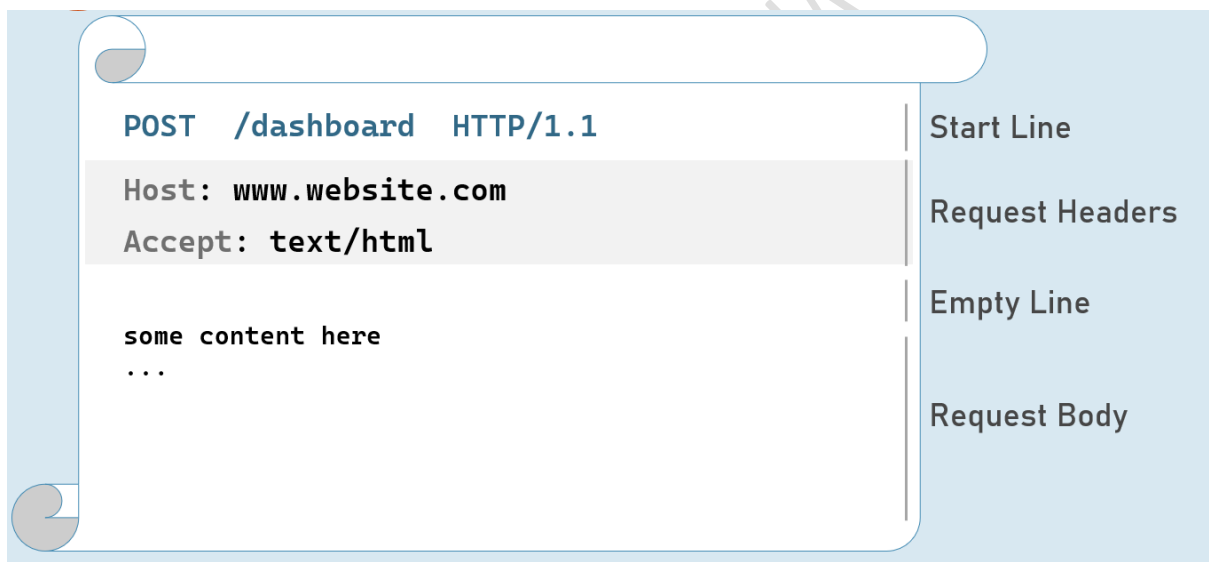 POST /dashboard HTTP/1.1
Start Line
Host: www.website.com
Accept: text/html
Request Headers
Empty Line
some content here
...
Request Body